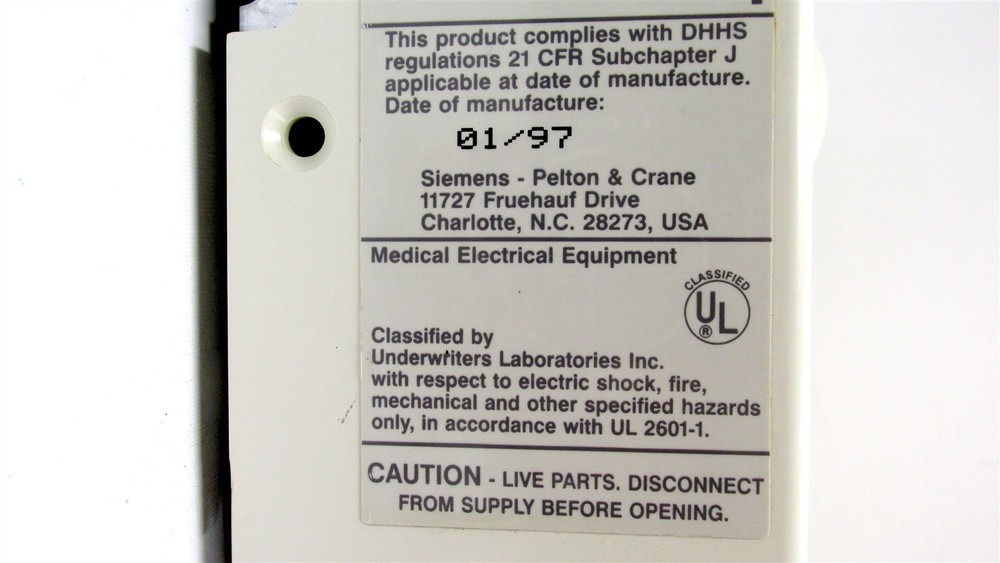 This product complies with DHHS
regulations 21 CFR Subchapter J
applicable at date of manufacture.
Date of manufacture:
01/97
Siemens - Pelton & Crane
11727 Fruehauf Drive
Charlotte, N.C. 28273, USA
Medical Electrical Equipment
CLASSIFIED
UL ®
Classified by
Underwriters Laboratories Inc.
with respect to electric shock, fire,
mechanical and other specified hazards
only, in accordance with UL 2601-1.
CAUTION - LIVE PARTS. DISCONNECT
FROM SUPPLY BEFORE OPENING.